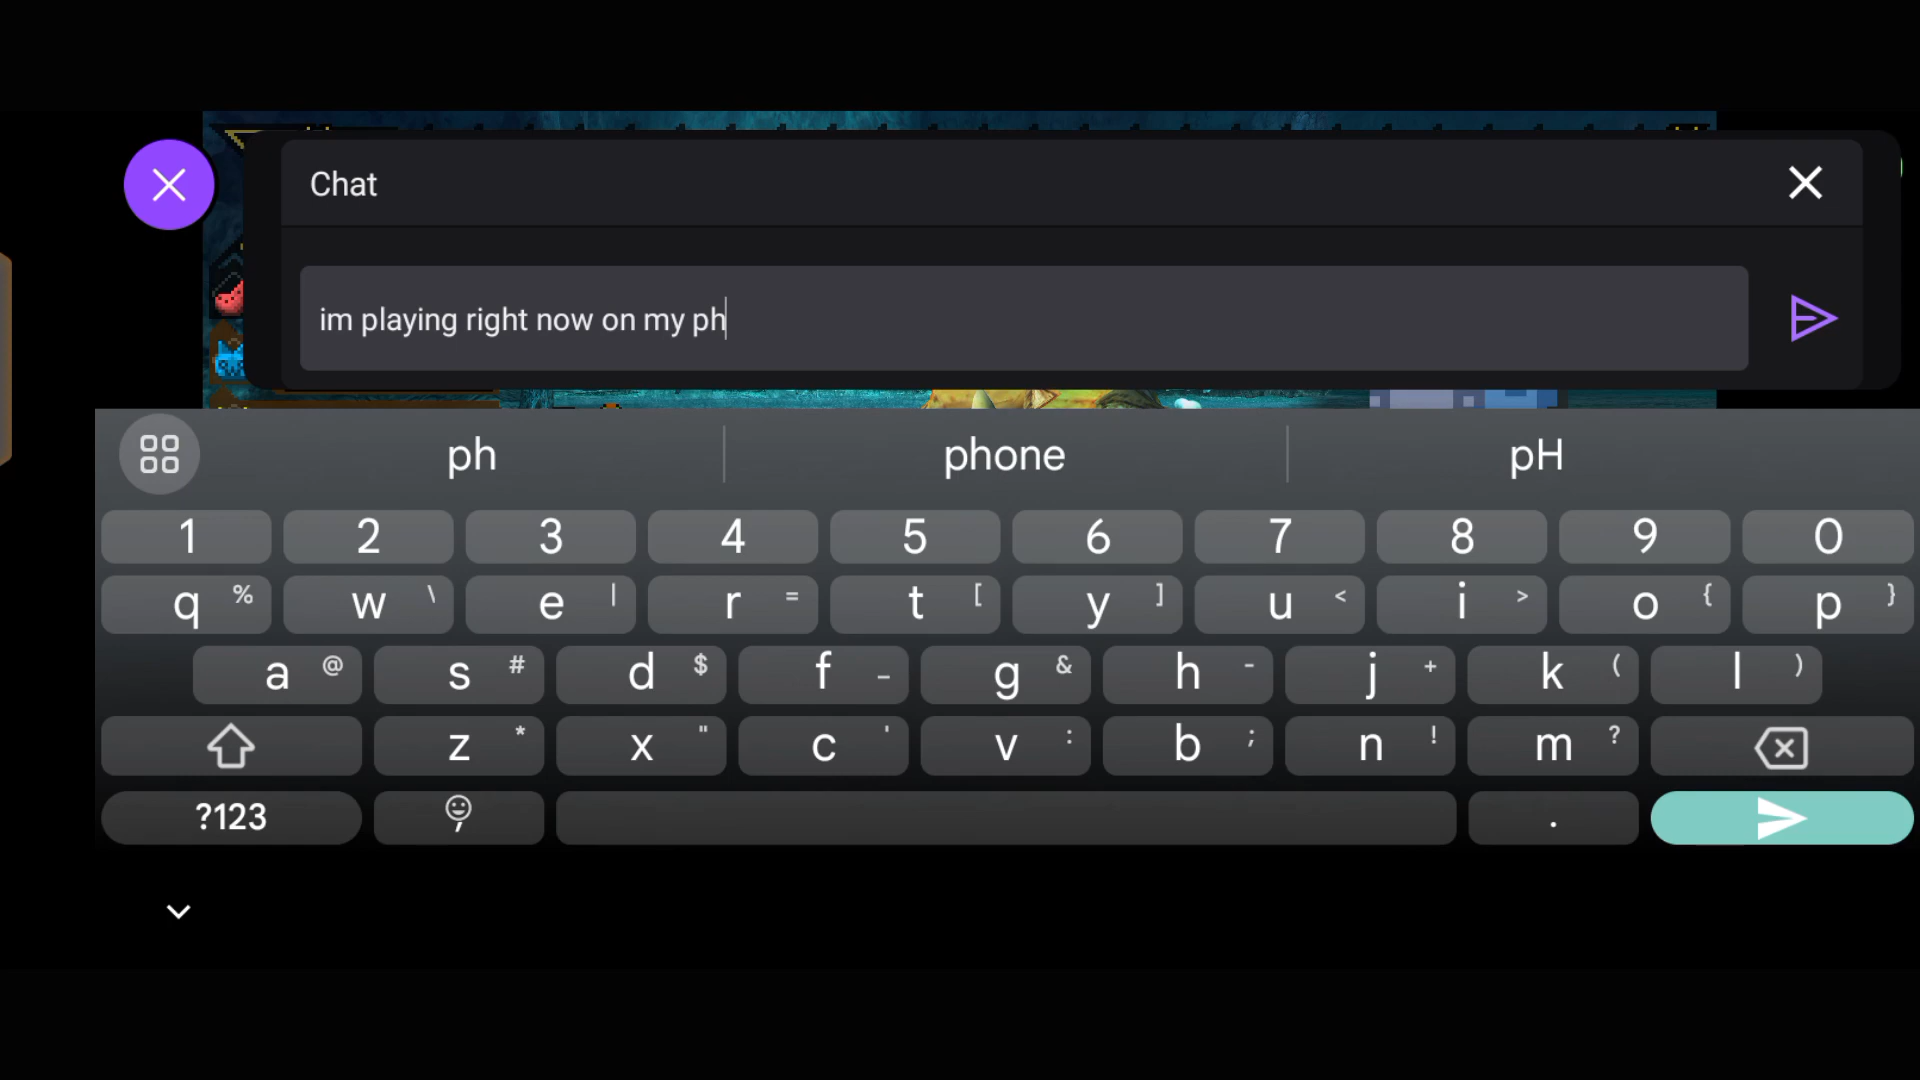 Chat
im playing right now on my ph
ph phone pH
1 2 3 4 5 6 7 8 9 0
q % w \ e | r = t [ y ] u < i > o { p }
a @ s # d $ f _ g & h - j + k ( l )
z * x " c ' v : b ; n ! m ?
?123 , .